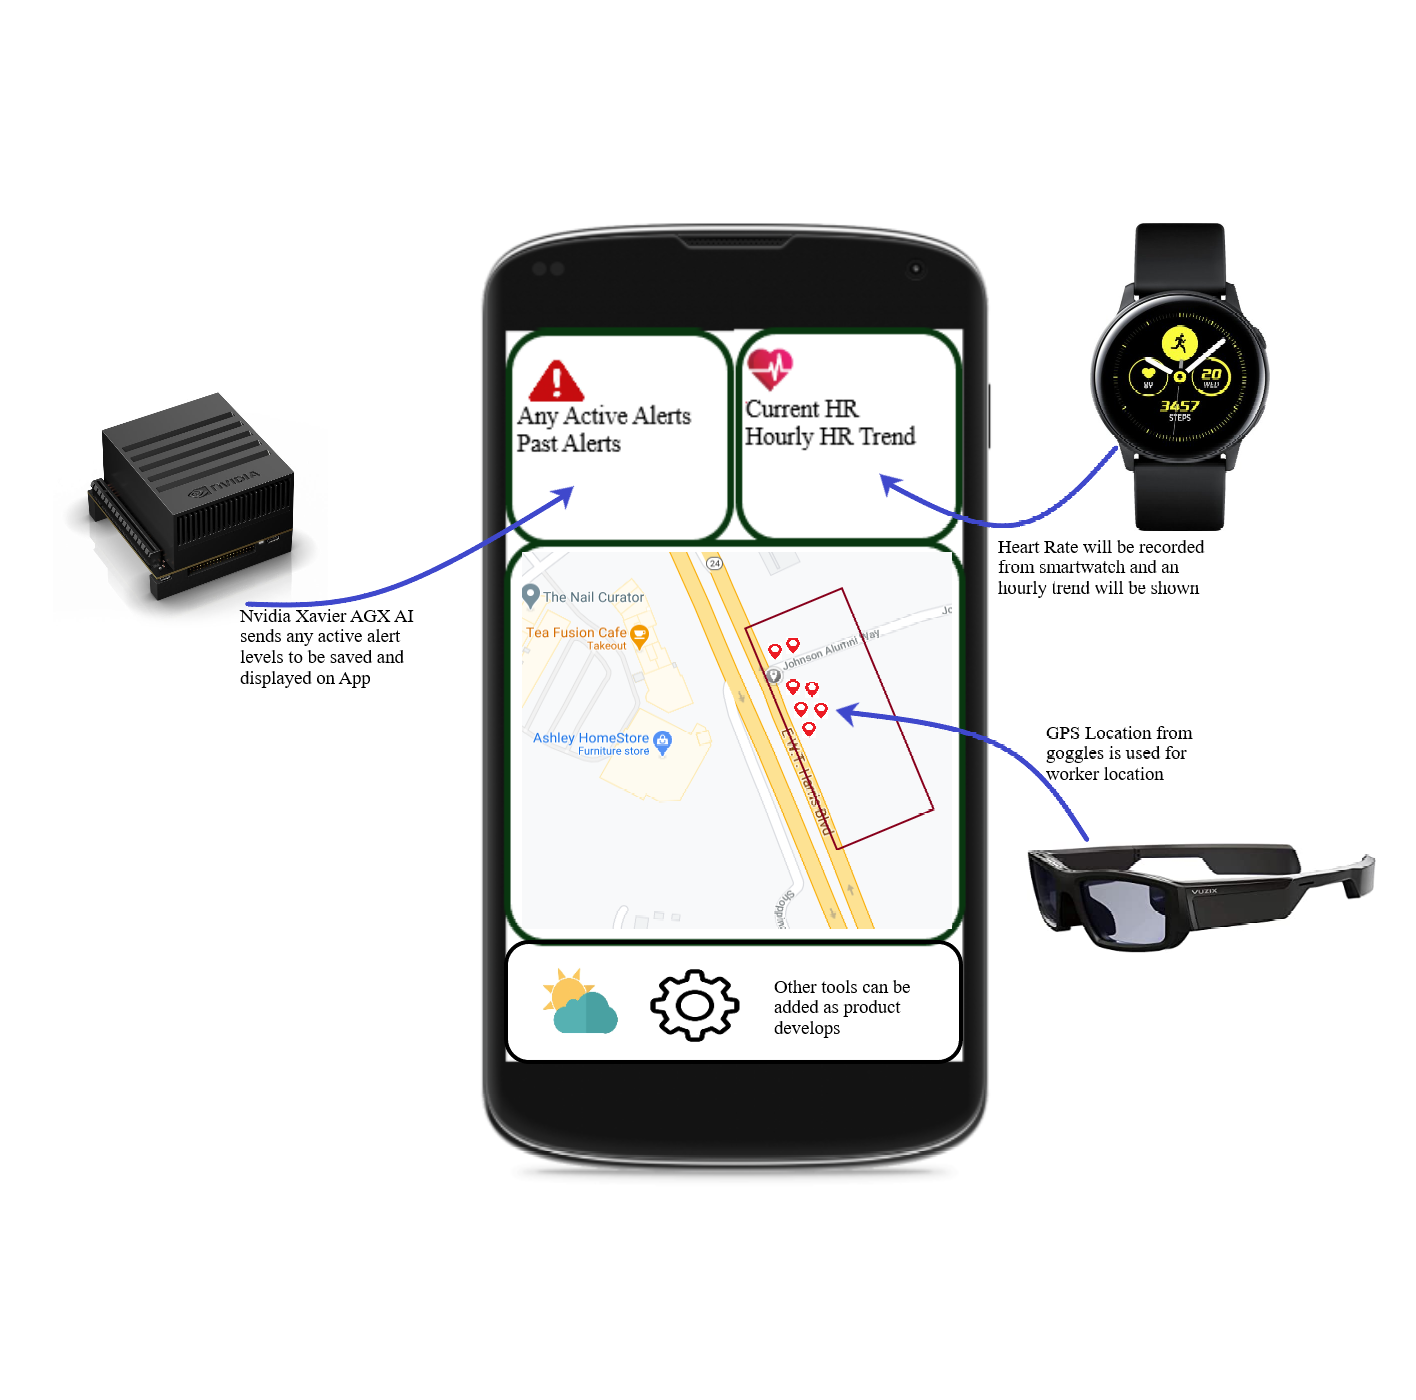 Any Active Alerts
Past Alerts
Current HR
Hourly HR Trend
NVIDIA
20
WED
3457
STEPS
Heart Rate will be recorded
from smartwatch and an
hourly trend will be shown
Nvidia Xavier AGX AI
sends any active alert
levels to be saved and
displayed on App
24
The Nail Curator
Tea Fusion Cafe
Takeout
Johnson Alumni Way
Jo
Ashley HomeStore
Furniture store
E W.T. Harris Blvd
Shoppin
GPS Location from
goggles is used for
worker location
VUZIX
Other tools can be
added as product
develops